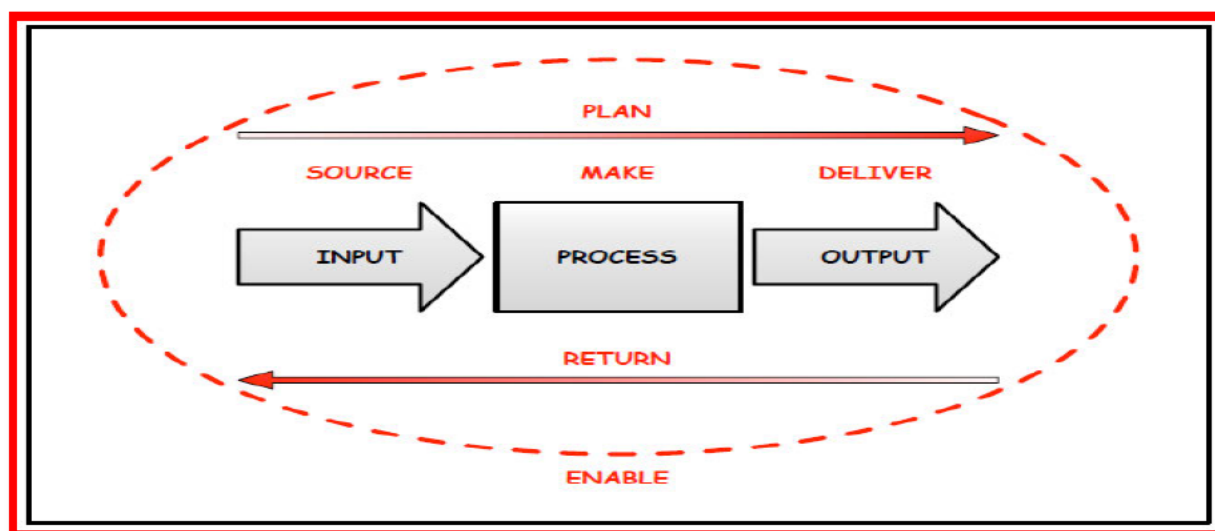 PLAN
SOURCE MAKE DELIVER
INPUT PROCESS OUTPUT
RETURN
ENABLE